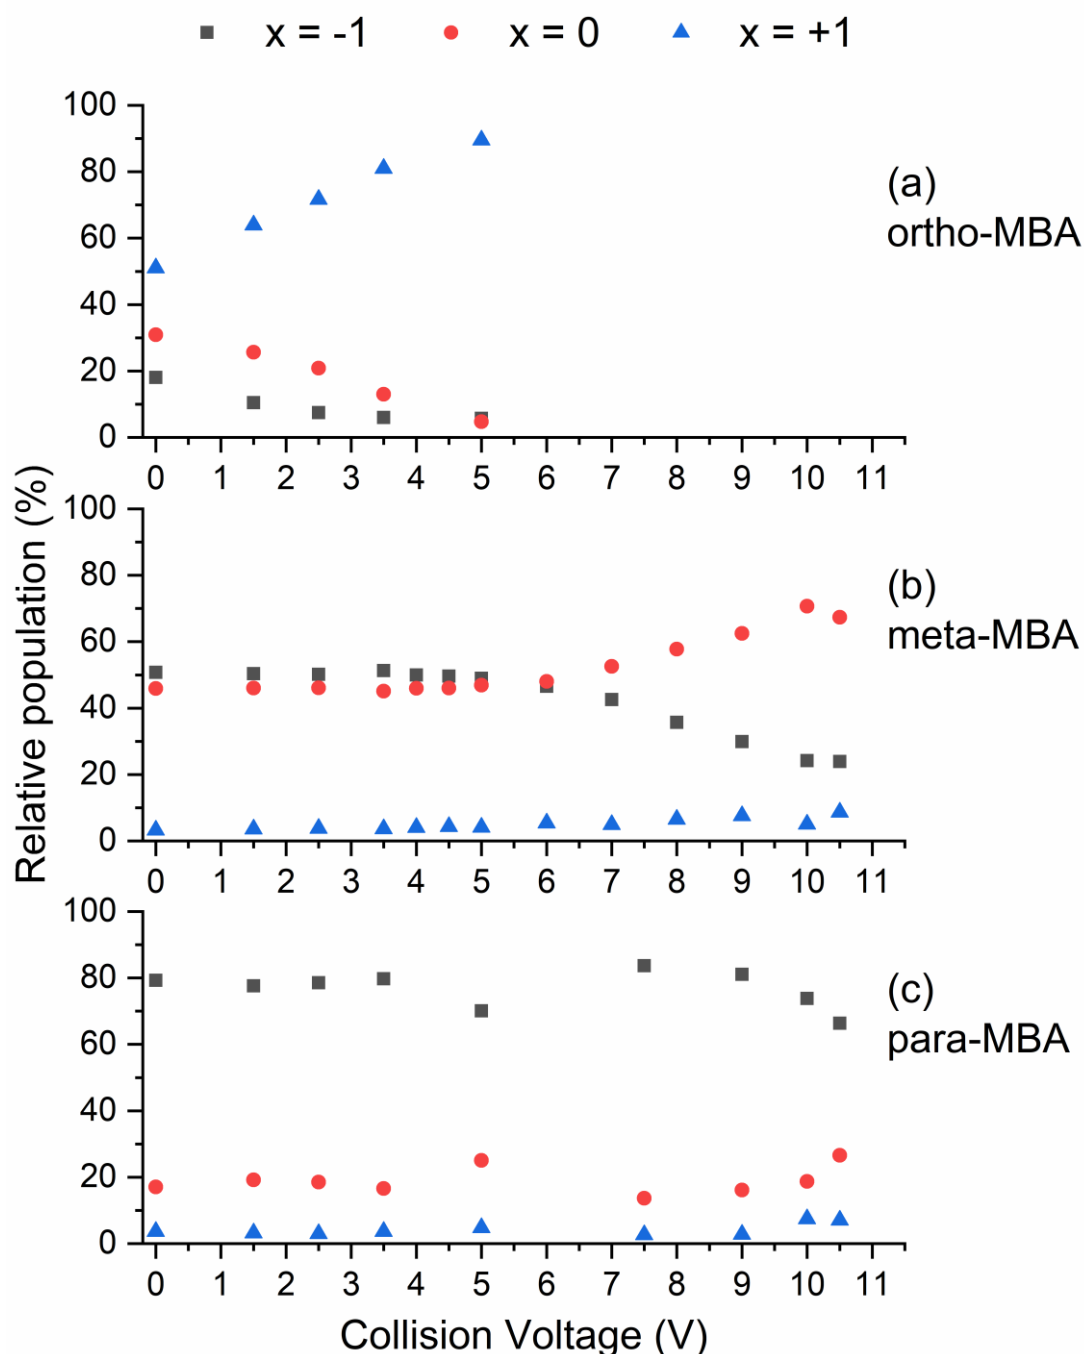 x = -1 x = 0 x = +1
100
80
60
40
20
0
0 1 2 3 4 5 6 7 8 9 10 11
(a)
ortho-MBA
100
80
60
40
20
0
0 1 2 3 4 5 6 7 8 9 10 11
(b)
meta-MBA
Relative population (%)
100
80
60
40
20
0
0 1 2 3 4 5 6 7 8 9 10 11
(c)
para-MBA
Collision Voltage (V)